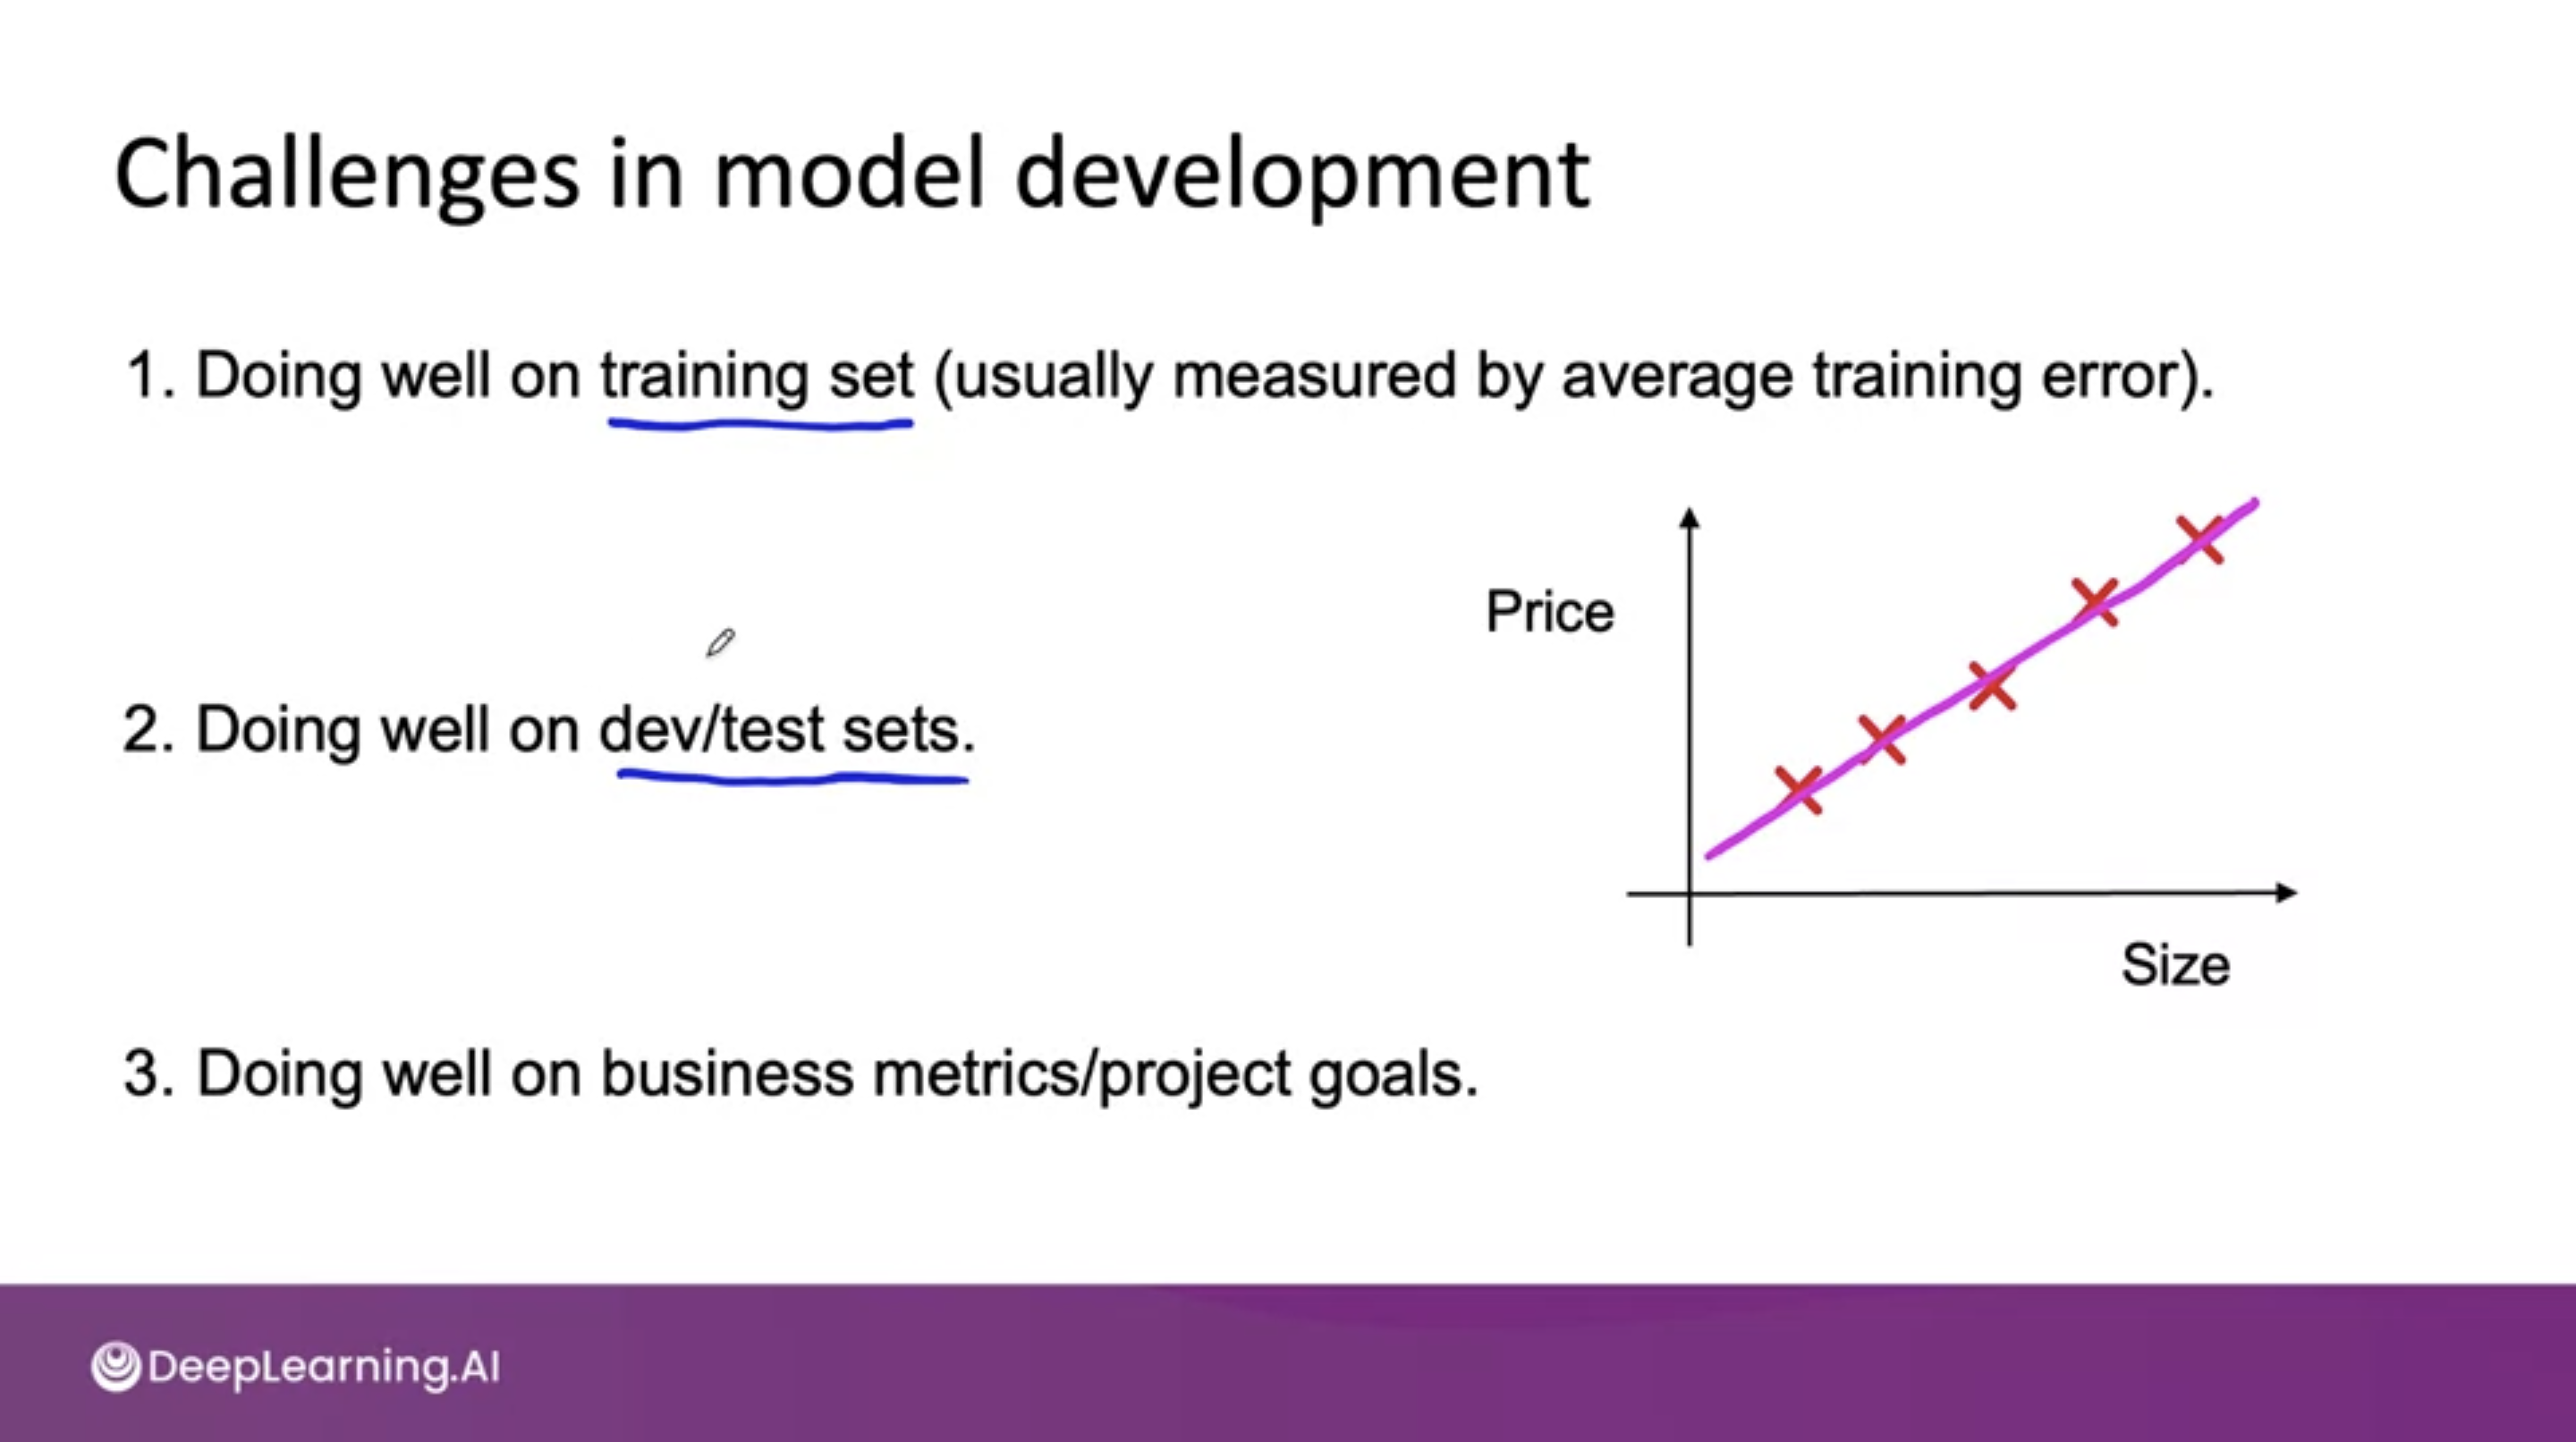 Challenges in model development
1. Doing well on training set (usually measured by average training error).
Price
2. Doing well on dev/test sets.
Size
3. Doing well on business metrics/project goals.
DeepLearning.AI